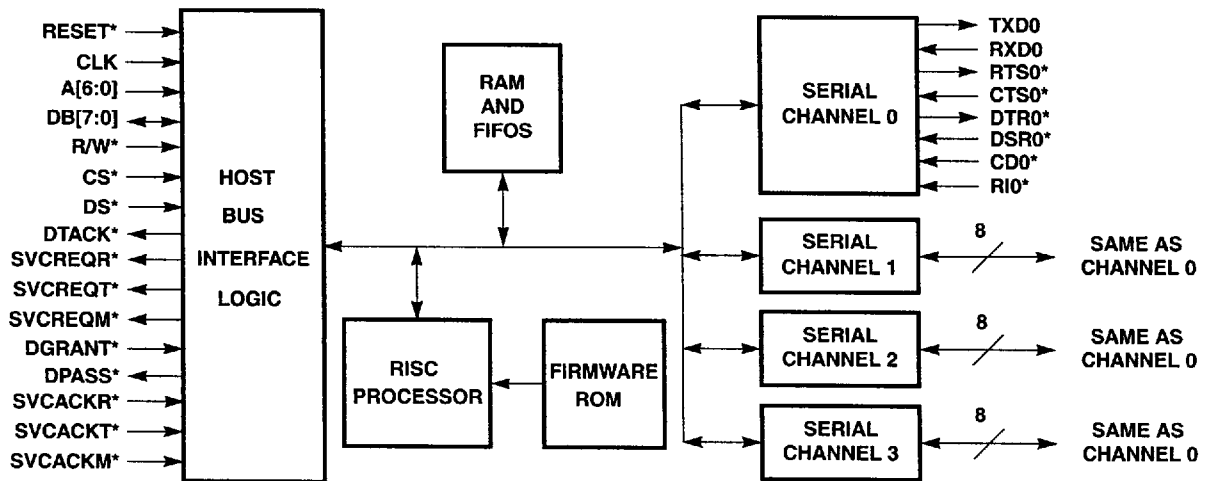 RESET*
CLK
A[6:0]
DB[7:0]
R/W*
CS*
DS*
DTACK*
SVCREQR*
SVCREQT*
SVCREQM*
DGRANT*
DPASS*
SVCACKR*
SVCACKT*
SVCACKM*
HOST
BUS
INTERFACE
LOGIC
RAM
AND
FIFOS
RISC
PROCESSOR
FIRMWARE
ROM
SERIAL
CHANNEL 0
TXD0
RXD0
RTS0*
CTS0*
DTR0*
DSR0*
CD0*
RI0*
SERIAL
CHANNEL 1
8
SAME AS
CHANNEL 0
SERIAL
CHANNEL 2
8
SAME AS
CHANNEL 0
SERIAL
CHANNEL 3
8
SAME AS
CHANNEL 0